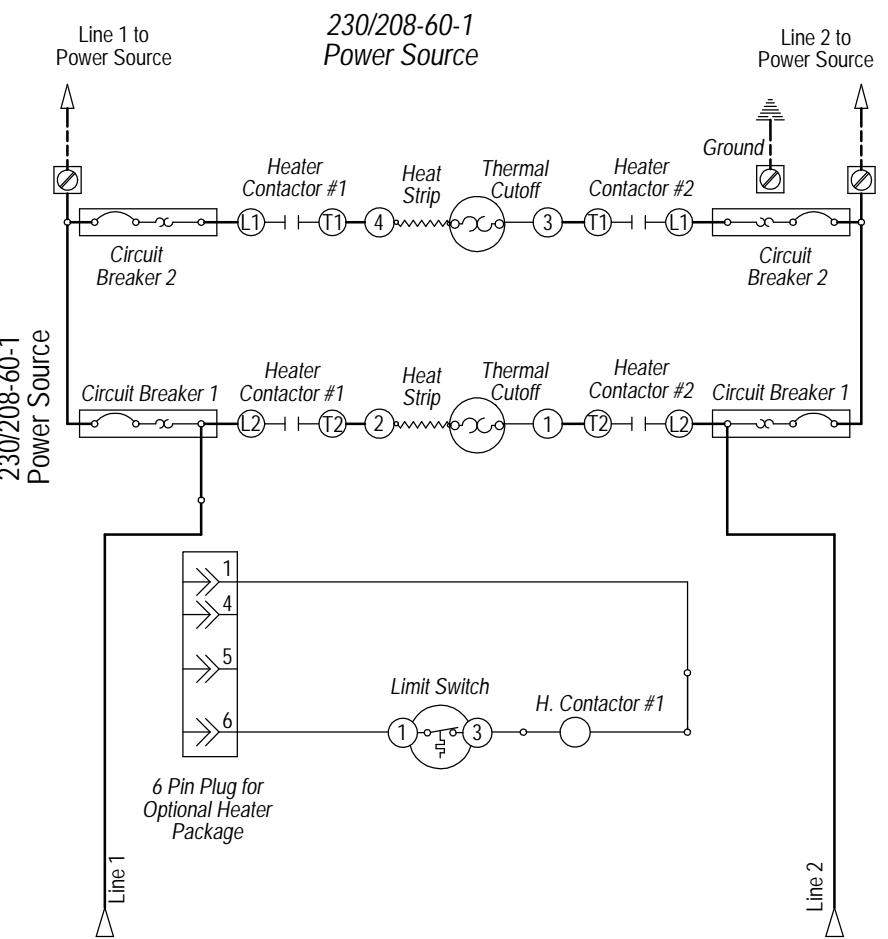 230/208-60-1
Power Source
Line 1 to
Power Source
Line 2 to
Power Source
Ground
Heater
Contactor #1
Heat
Strip
Thermal
Cutoff
Heater
Contactor #2
L1
T1
4
3
T1
L1
Circuit
Breaker 2
Circuit
Breaker 2
230/208-60-1
Power Source
Circuit Breaker 1
Heater
Contactor #1
Heat
Strip
Thermal
Cutoff
Heater
Contactor #2
Circuit Breaker 1
L2
T2
2
1
T2
L2
1
4
5
6
Limit Switch
H. Contactor #1
1
3
6 Pin Plug for
Optional Heater
Package
Line 1
Line 2